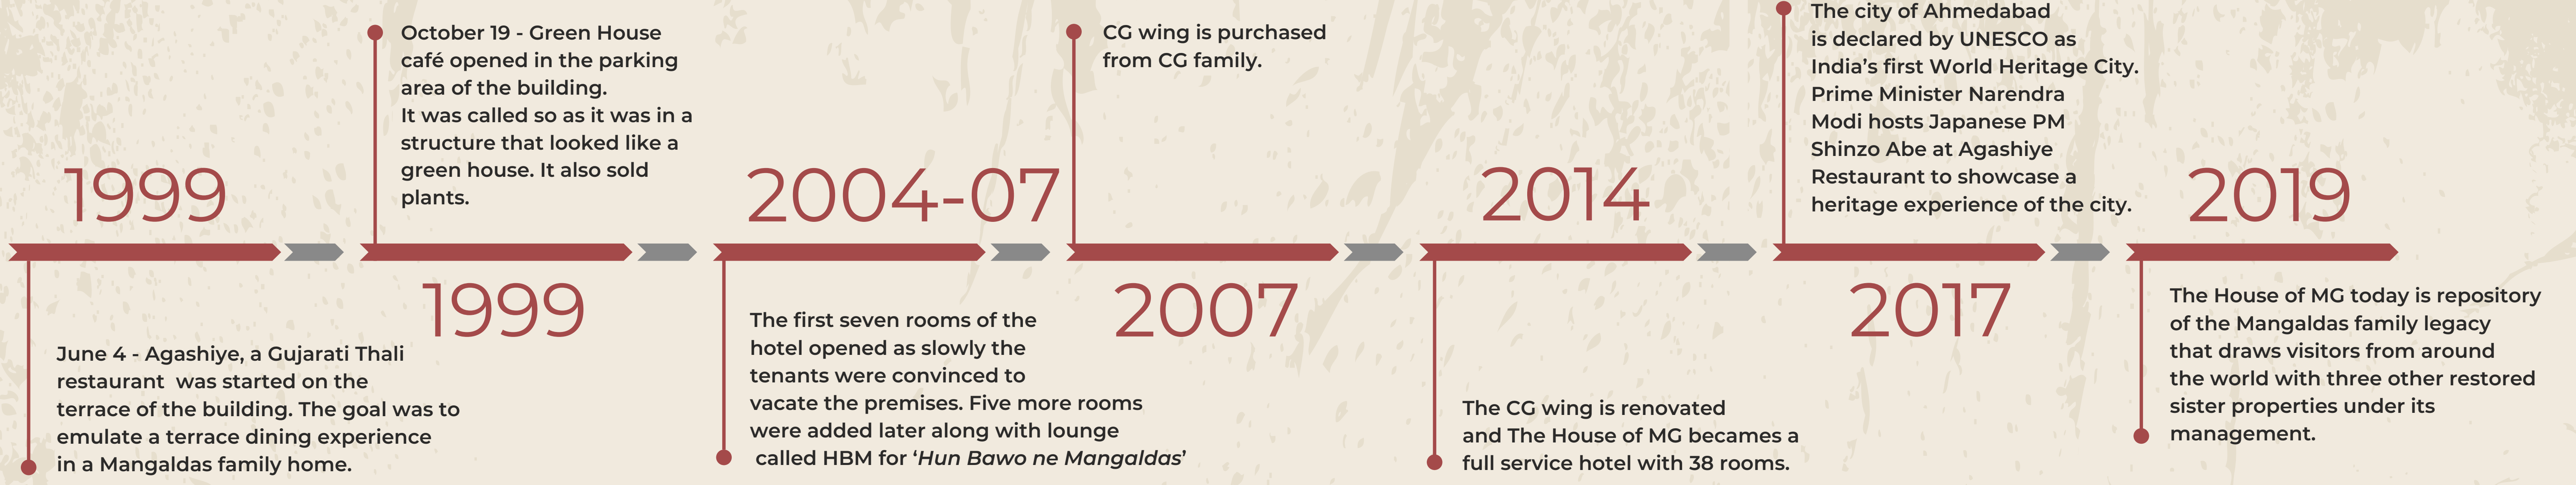 1999
June 4 - Agashiye, a Gujarati Thali
restaurant was started on the
terrace of the building. The goal was to
emulate a terrace dining experience
in a Mangaldas family home.
October 19 - Green House
café opened in the parking
area of the building.
It was called so as it was in a
structure that looked like a
green house. It also sold
plants.
1999
2004-07
The first seven rooms of the
hotel opened as slowly the
tenants were convinced to
vacate the premises. Five more rooms
were added later along with lounge
called HBM for ‘Hun Bawo ne Mangaldas’
CG wing is purchased
from CG family.
2007
2014
The CG wing is renovated
and The House of MG becames a
full service hotel with 38 rooms.
The city of Ahmedabad
is declared by UNESCO as
India’s first World Heritage City.
Prime Minister Narendra
Modi hosts Japanese PM
Shinzo Abe at Agashiye
Restaurant to showcase a
heritage experience of the city.
2017
2019
The House of MG today is repository
of the Mangaldas family legacy
that draws visitors from around
the world with three other restored
sister properties under its
management.